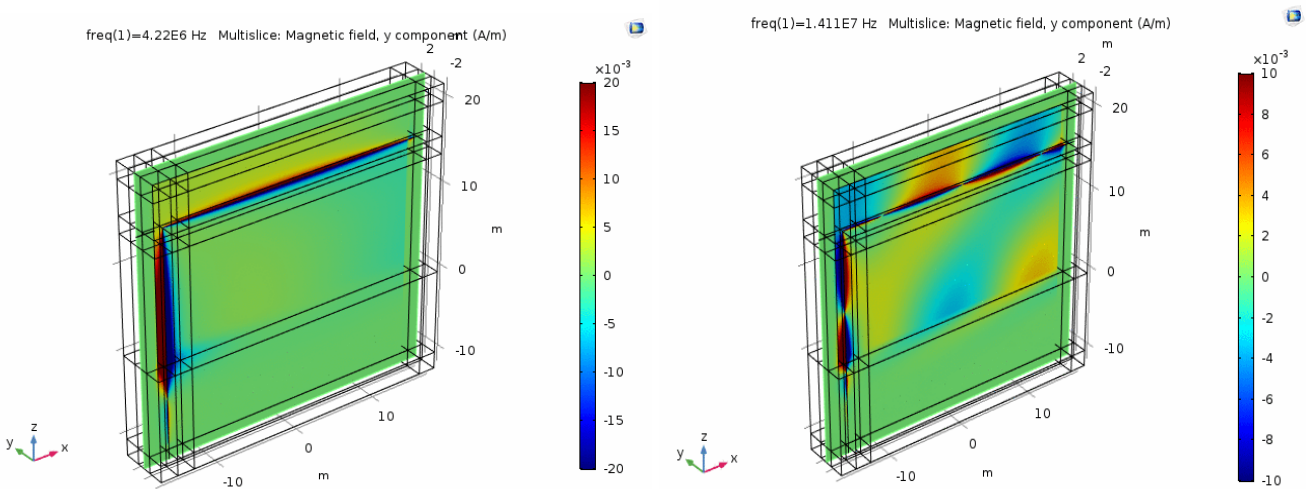 freq(1)=4.22E6 Hz Multislice: Magnetic field, y component (A/m)
m
2
-2
20
10
m
0
-10
10
0
m
-10
y
z
x
×10⁻³
20
15
10
5
0
-5
-10
-15
-20
freq(1)=1.411E7 Hz Multislice: Magnetic field, y component (A/m)
m
2
-2
20
10
m
0
-10
10
0
m
-10
y
z
x
×10⁻³
10
8
6
4
2
0
-2
-4
-6
-8
-10